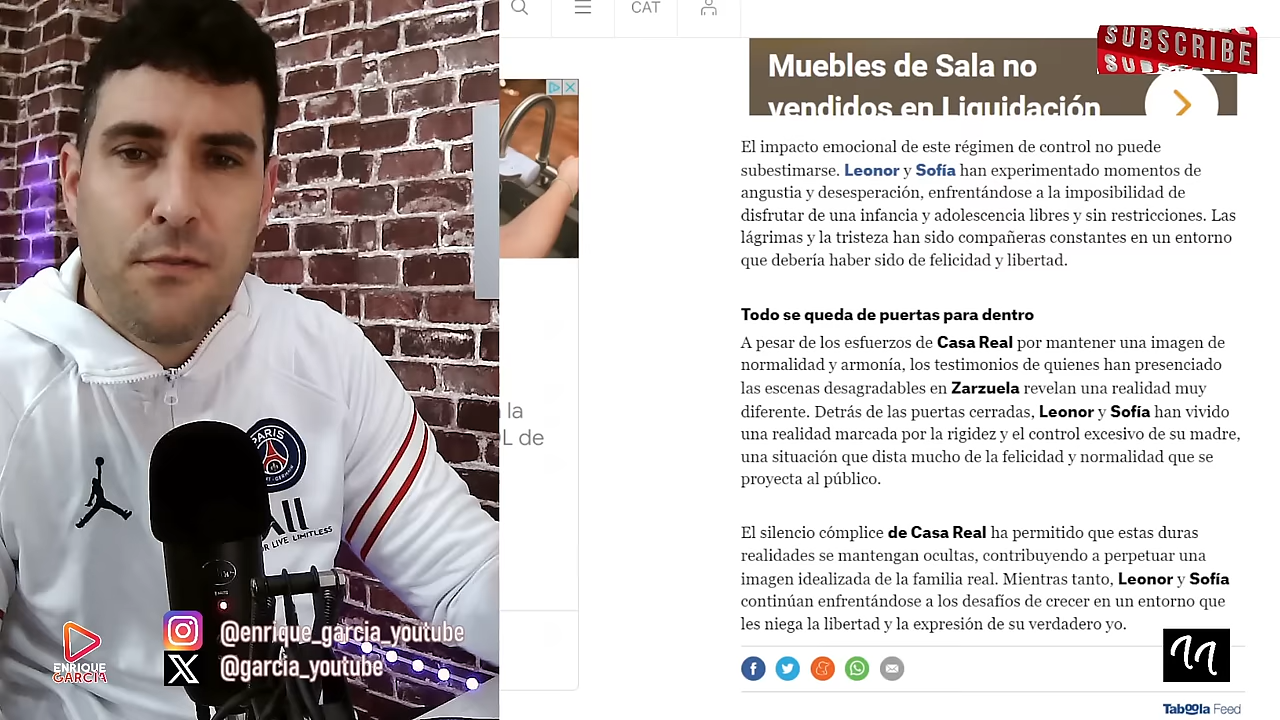 CAT
SUBSCRIBE
Muebles de Sala no
vendidos en Liquidación
El impacto emocional de este régimen de control no puede
subestimarse. Leonor y Sofía han experimentado momentos de
angustia y desesperación, enfrentándose a la imposibilidad de
disfrutar de una infancia y adolescencia libres y sin restricciones. Las
lágrimas y la tristeza han sido compañeras constantes en un entorno
que debería haber sido de felicidad y libertad.
Todo se queda de puertas para dentro
A pesar de los esfuerzos de Casa Real por mantener una imagen de
normalidad y armonía, los testimonios de quienes han presenciado
las escenas desagradables en Zarzuela revelan una realidad muy
diferente. Detrás de las puertas cerradas, Leonor y Sofía han vivido
una realidad marcada por la rigidez y el control excesivo de su madre,
una situación que dista mucho de la felicidad y normalidad que se
proyecta al público.
El silencio cómplice de Casa Real ha permitido que estas duras
realidades se mantengan ocultas, contribuyendo a perpetuar una
imagen idealizada de la familia real. Mientras tanto, Leonor y Sofía
continúan enfrentándose a los desafíos de crecer en un entorno que
les niega la libertad y la expresión de su verdadero yo.
Taboola Feed
la
L de
PARIS
ALL
LIVE LIMITLESS
ENRIQUE
GARCIA
@enrique_garcia_youtube
@garcia_youtube